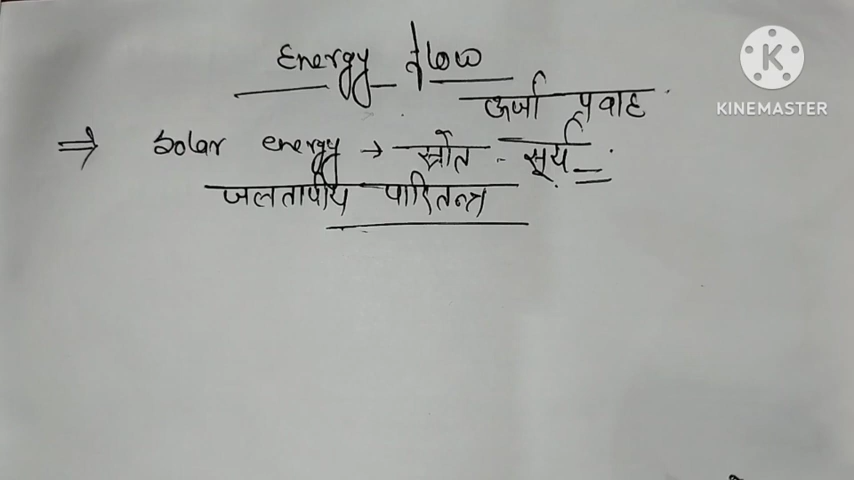 Energy flow
ऊर्जा प्रवाह
KINEMASTER
⇒ Solar energy → स्रोत - सूर्य
जलतापीय पारितन्त्र